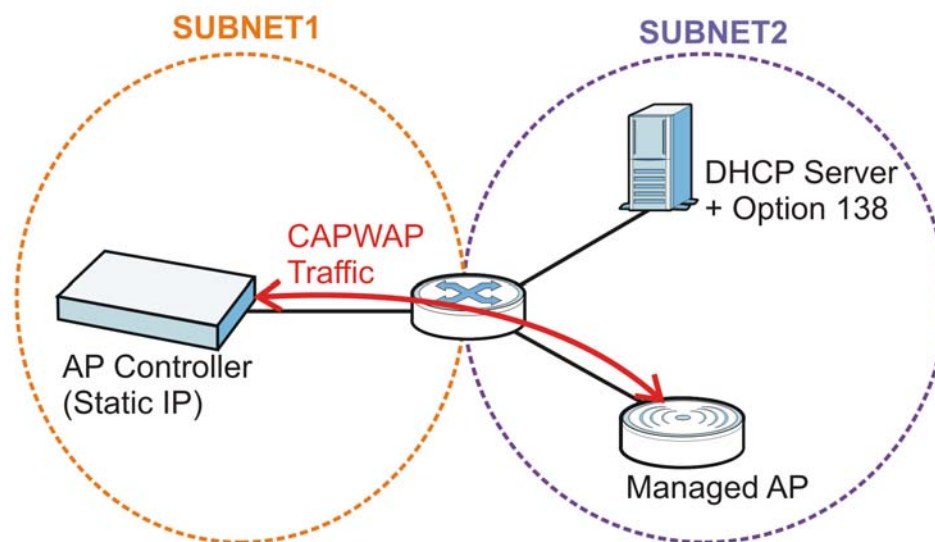 SUBNET1
SUBNET2
DHCP Server
+ Option 138
CAPWAP
Traffic
AP Controller
(Static IP)
Managed AP